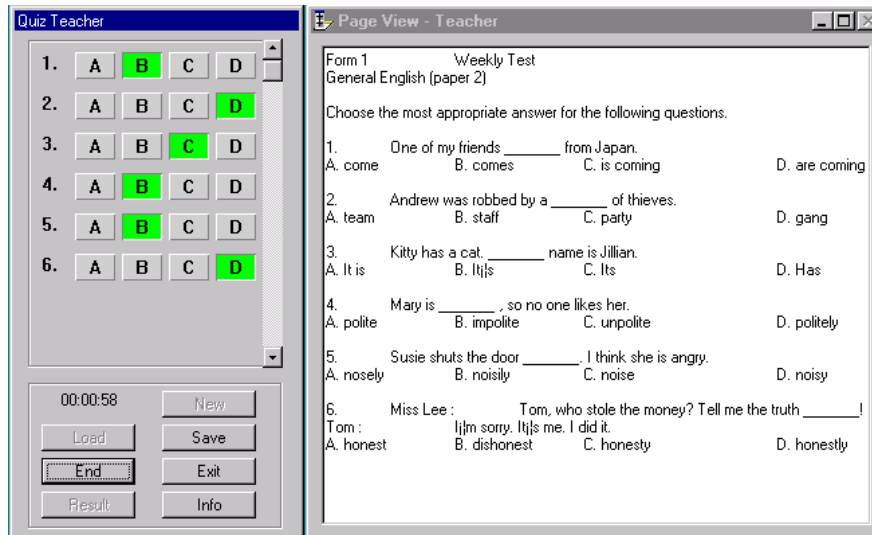 Quiz Teacher
1. A B C D
2. A B C D
3. A B C D
4. A B C D
5. A B C D
6. A B C D
00:00:58 New
Load Save
End Exit
Result Info
Page View - Teacher
Form 1 Weekly Test
General English (paper 2)
Choose the most appropriate answer for the following questions.
1. One of my friends _______ from Japan.
A. come B. comes C. is coming D. are coming
2. Andrew was robbed by a _______ of thieves.
A. team B. staff C. party D. gang
3. Kitty has a cat. _______ name is Jillian.
A. It is B. It¡¦s C. Its D. Has
4. Mary is _______ , so no one likes her.
A. polite B. impolite C. unpolite D. politely
5. Susie shuts the door _______. I think she is angry.
A. nosely B. noisily C. noise D. noisy
6. Miss Lee : Tom, who stole the money? Tell me the truth _______!
Tom : I¡¦m sorry. It¡¦s me. I did it.
A. honest B. dishonest C. honesty D. honestly